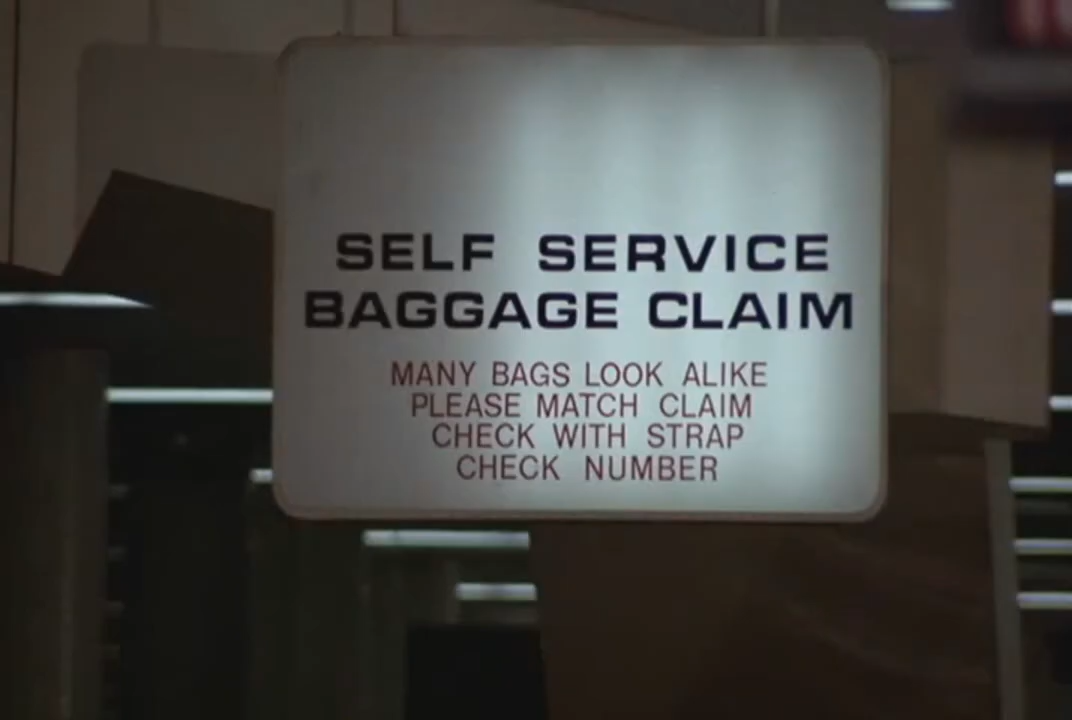 SELF SERVICE
BAGGAGE CLAIM
MANY BAGS LOOK ALIKE
PLEASE MATCH CLAIM
CHECK WITH STRAP
CHECK NUMBER